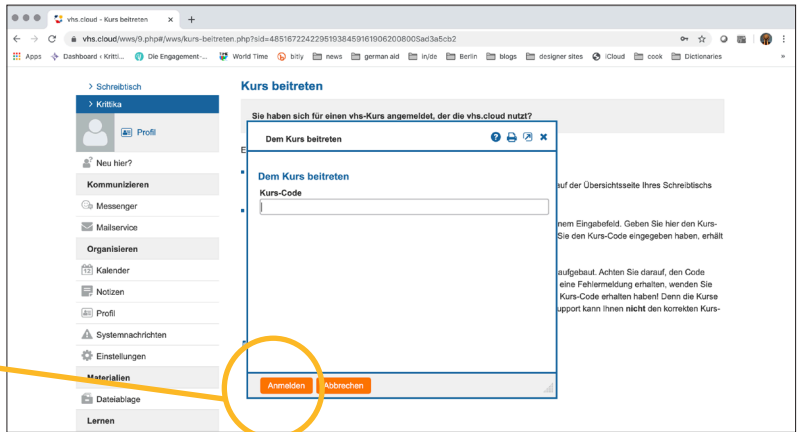 vhs.cloud - Kurs beitreten
vhs.cloud/wws/9.php#/wws/kurs-beitreten.php?sid=48516722422951938459161906200800Sad3a5cb2
Apps Dashboard ‹ Kritti... Die Engagement-... World Time bitly news german aid in/de Berlin blogs designer sites iCloud cook Dictionaries »
> Schreibtisch
> Krittika
Profil
Neu hier?
Kommunizieren
Messenger
Mailservice
Organisieren
12 Kalender
Notizen
Profil
Systemnachrichten
Einstellungen
Materialien
Dateiablage
Lernen
Kurs beitreten
Sie haben sich für einen vhs-Kurs angemeldet, der die vhs.cloud nutzt?
E
Dem Kurs beitreten
Dem Kurs beitreten
Kurs-Code
Anmelden Abbrechen
auf der Übersichtsseite Ihres Schreibtischs
nem Eingabefeld. Geben Sie hier den Kurs-
Sie den Kurs-Code eingegeben haben, erhält
aufgebaut. Achten Sie darauf, den Code
eine Fehlermeldung erhalten, wenden Sie
Kurs-Code erhalten haben! Denn die Kurse
upport kann Ihnen nicht den korrekten Kurs-